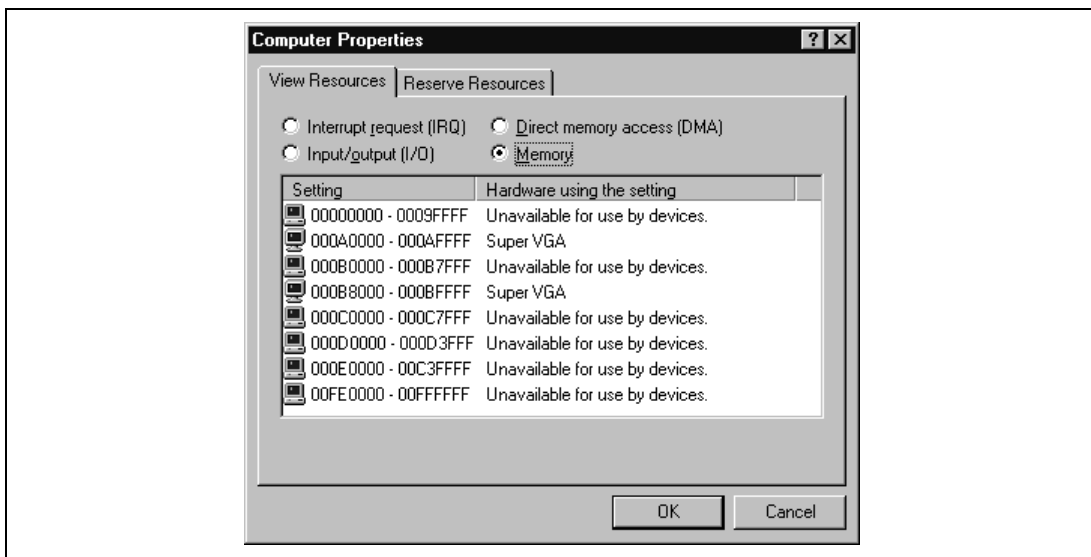 Computer Properties
View Resources Reserve Resources
Interrupt request (IRQ) Direct memory access (DMA)
Input/output (I/O) Memory
Setting Hardware using the setting
00000000 - 0009FFFF Unavailable for use by devices.
000A0000 - 000AFFFF Super VGA
000B0000 - 000B7FFF Unavailable for use by devices.
000B8000 - 000BFFFF Super VGA
000C0000 - 000C7FFF Unavailable for use by devices.
000D0000 - 000D3FFF Unavailable for use by devices.
000E0000 - 00C3FFFF Unavailable for use by devices.
00FE0000 - 00FFFFFF Unavailable for use by devices.
OK Cancel